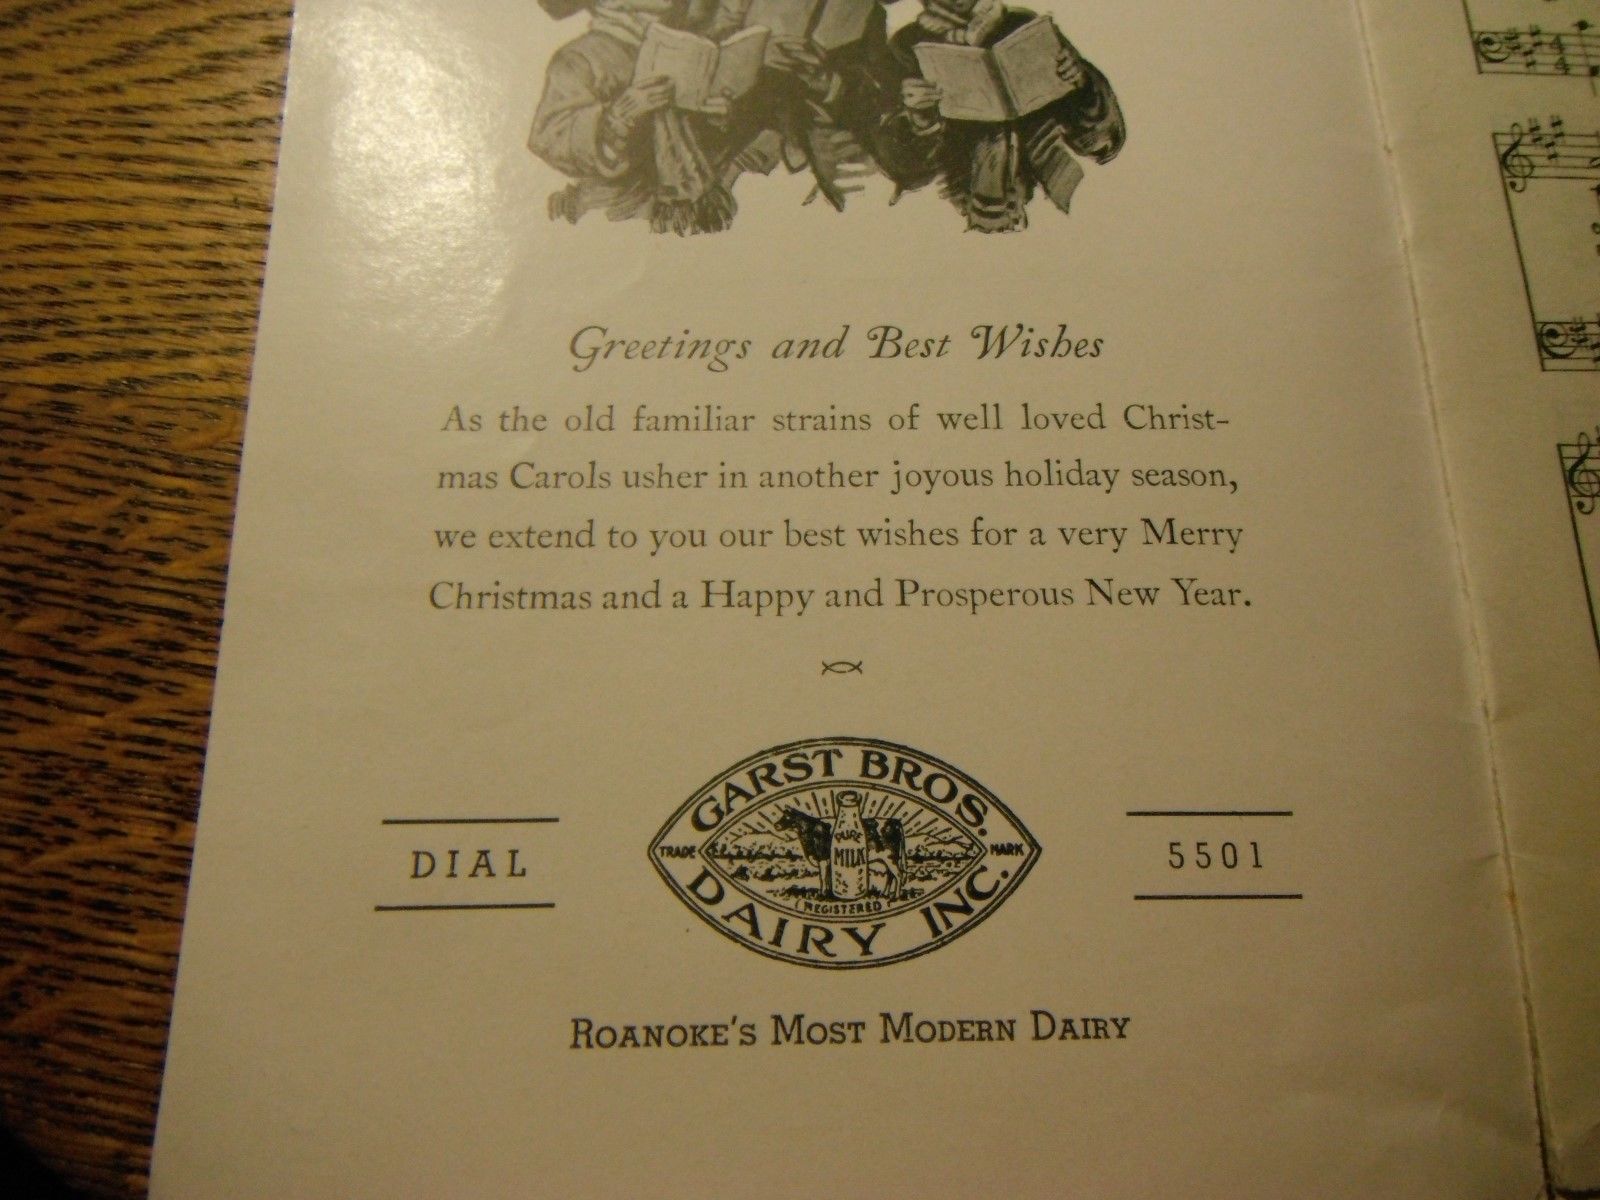 Greetings and Best Wishes
As the old familiar strains of well loved Christ-
mas Carols usher in another joyous holiday season,
we extend to you our best wishes for a very Merry
Christmas and a Happy and Prosperous New Year.
GARST BROS.
TRADE MARK
PURE
MILK
REGISTERED
DAIRY INC.
DIAL
5501
ROANOKE'S MOST MODERN DAIRY
4
4